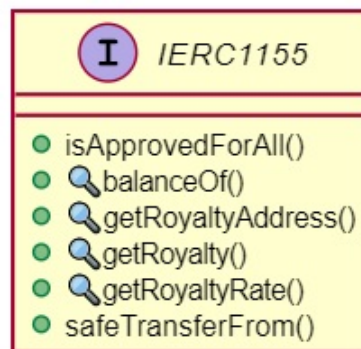 I IERC1155
isApprovedForAll()
balanceOf()
getRoyaltyAddress()
getRoyalty()
getRoyaltyRate()
safeTransferFrom()